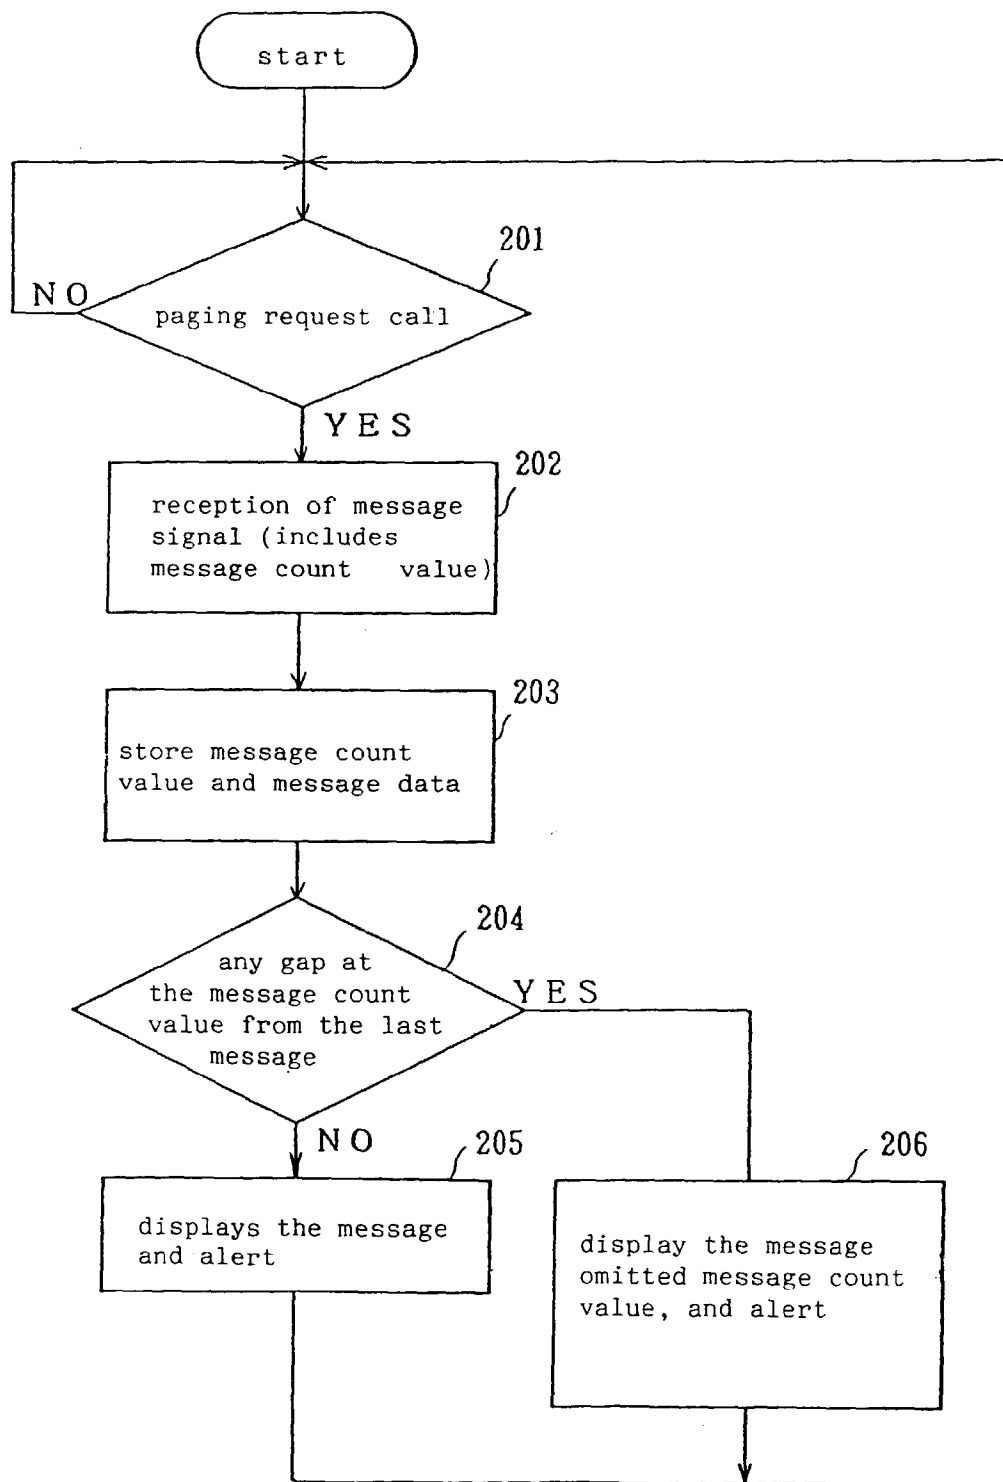 start
201
NO
paging request call
YES
202
reception of message
signal (includes
message count value)
203
store message count
value and message data
204
any gap at
the message count
value from the last
message
YES
NO
205
206
displays the message
and alert
display the message
omitted message count
value, and alert